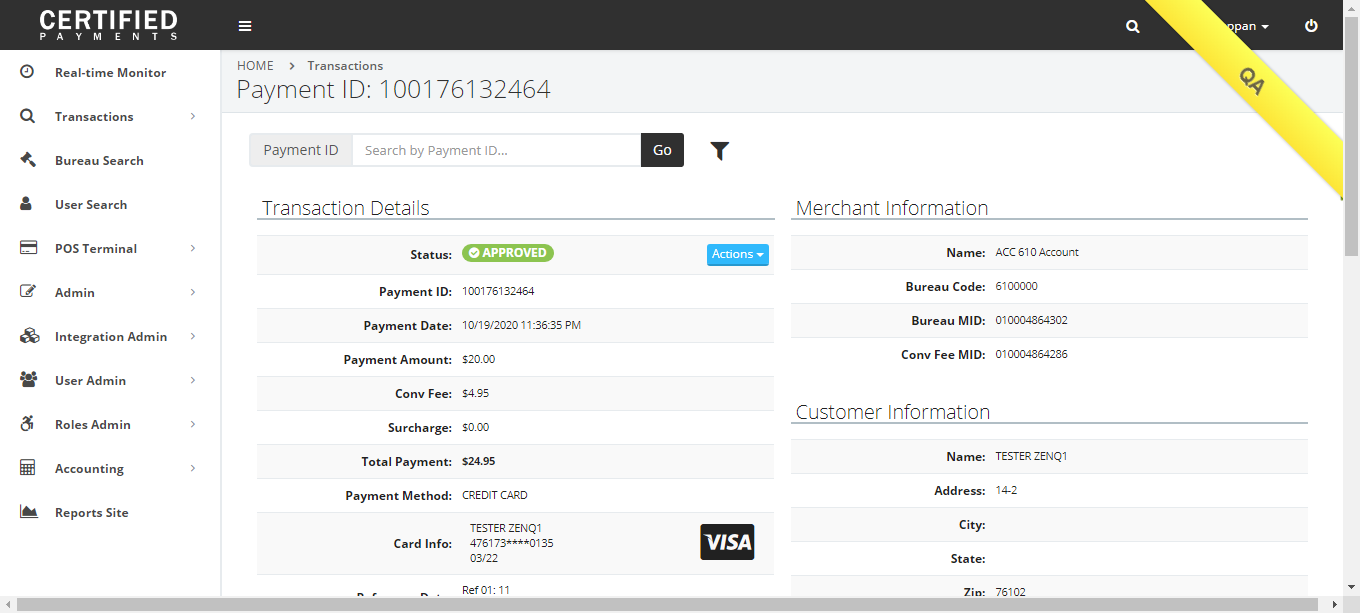 CERTIFIED
PAYMENTS
QA
Real-time Monitor
Transactions
Bureau Search
User Search
POS Terminal
Admin
Integration Admin
User Admin
Roles Admin
Accounting
Reports Site
HOME > Transactions
Payment ID: 100176132464
Payment ID Search by Payment ID... Go
Transaction Details
Status: APPROVED Actions
Payment ID: 100176132464
Payment Date: 10/19/2020 11:36:35 PM
Payment Amount: $20.00
Conv Fee: $4.95
Surcharge: $0.00
Total Payment: $24.95
Payment Method: CREDIT CARD
Card Info: TESTER ZENQ1
476173****0135
03/22
VISA
Ref 01: 11
Merchant Information
Name: ACC 610 Account
Bureau Code: 6100000
Bureau MID: 010004864302
Conv Fee MID: 010004864286
Customer Information
Name: TESTER ZENQ1
Address: 14-2
City:
State:
Zip: 76102